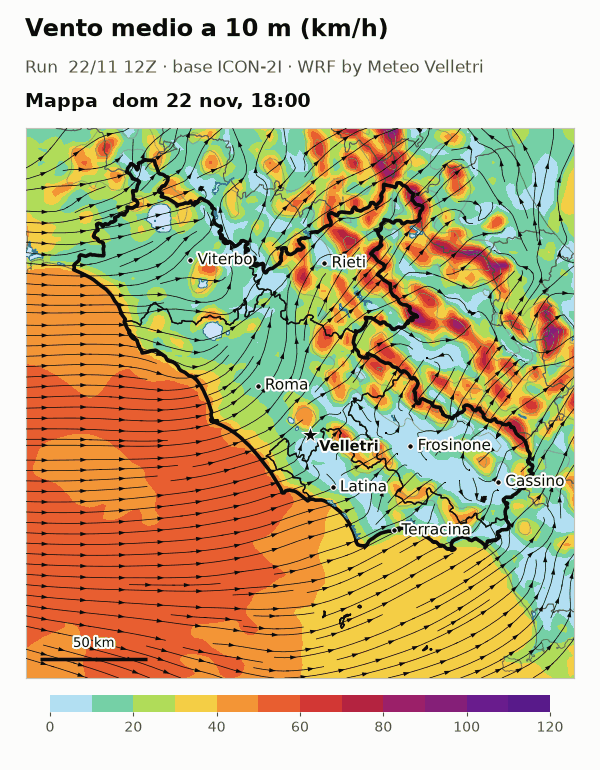 Vento medio a 10 m (km/h)
Run  22/11 12Z · base ICON-2I · WRF by Meteo Velletri
Mappa  dom 22 nov, 18:00
Viterbo
Rieti
Roma
Velletri
Frosinone
Cassino
Latina
Terracina
50 km
0 20 40 60 80 100 120